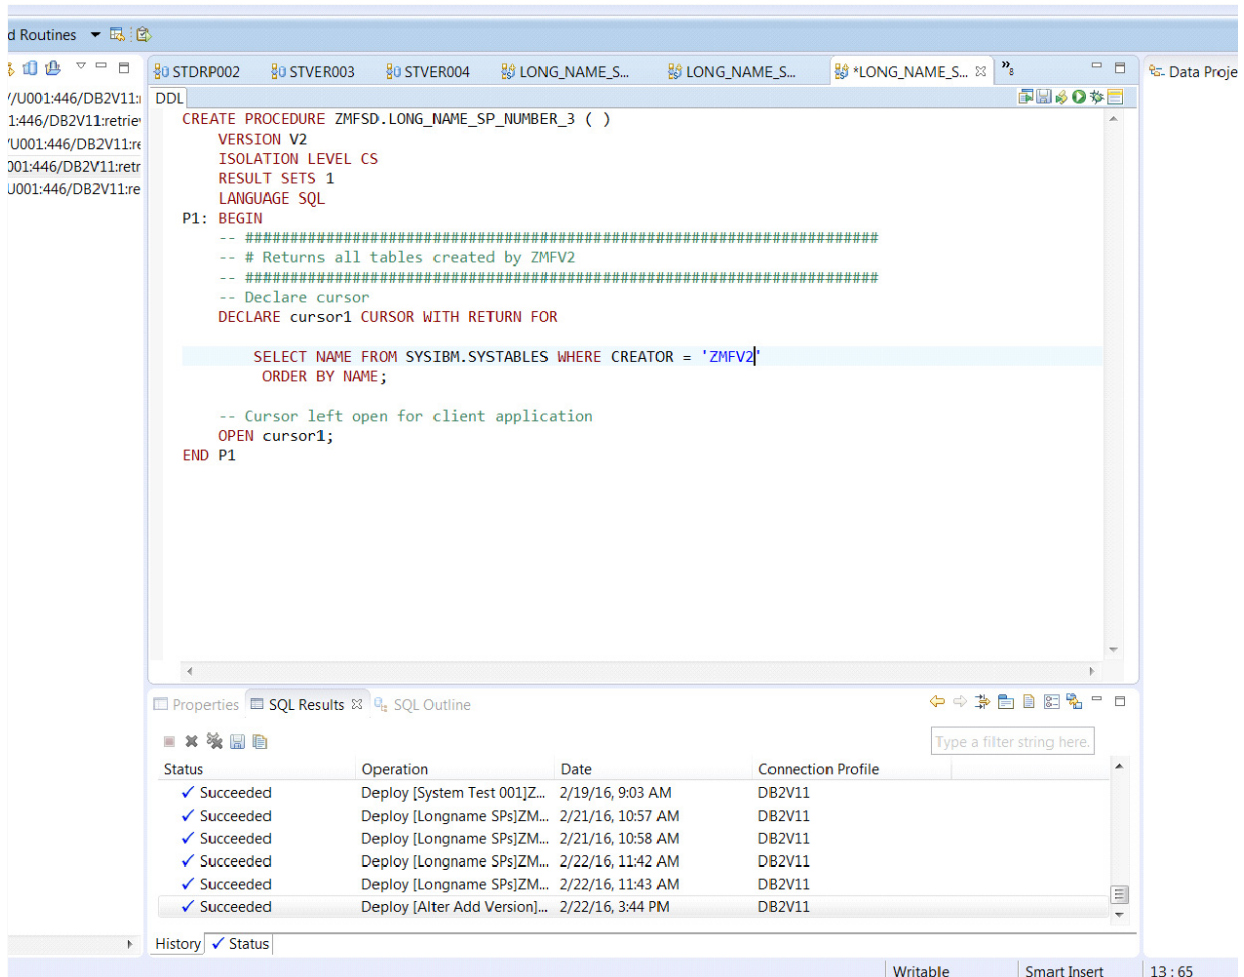 d Routines
STDRP002 STVER003 STVER004 LONG_NAME_S... LONG_NAME_S... *LONG_NAME_S... 8
Data Proje
//U001:446/DB2V11:
1:446/DB2V11:retrie
/U001:446/DB2V11:re
001:446/DB2V11:retr
U001:446/DB2V11:re
DDL
CREATE PROCEDURE ZMFSD.LONG_NAME_SP_NUMBER_3 ( )
VERSION V2
ISOLATION LEVEL CS
RESULT SETS 1
LANGUAGE SQL
P1: BEGIN
-- #######################################################################
-- # Returns all tables created by ZMFV2
-- #######################################################################
-- Declare cursor
DECLARE cursor1 CURSOR WITH RETURN FOR
SELECT NAME FROM SYSIBM.SYSTABLES WHERE CREATOR = 'ZMFV2'
ORDER BY NAME;
-- Cursor left open for client application
OPEN cursor1;
END P1
Properties SQL Results SQL Outline
Type a filter string here.
Status Operation Date Connection Profile
Succeeded Deploy [System Test 001]Z... 2/19/16, 9:03 AM DB2V11
Succeeded Deploy [Longname SPs]ZM... 2/21/16, 10:57 AM DB2V11
Succeeded Deploy [Longname SPs]ZM... 2/21/16, 10:58 AM DB2V11
Succeeded Deploy [Longname SPs]ZM... 2/22/16, 11:42 AM DB2V11
Succeeded Deploy [Longname SPs]ZM... 2/22/16, 11:43 AM DB2V11
Succeeded Deploy [Alter Add Version]... 2/22/16, 3:44 PM DB2V11
History Status
Writable Smart Insert 13 : 65